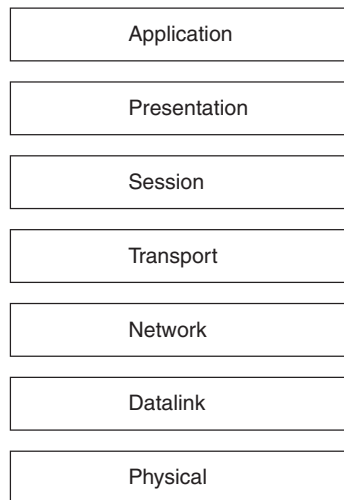 Application
Presentation
Session
Transport
Network
Datalink
Physical